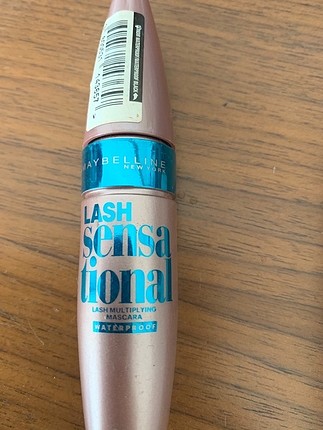 MAYBELLINE
NEW YORK
LASH
sensa
tional
LASH MULTIPLYING
MASCARA
WATERPROOF